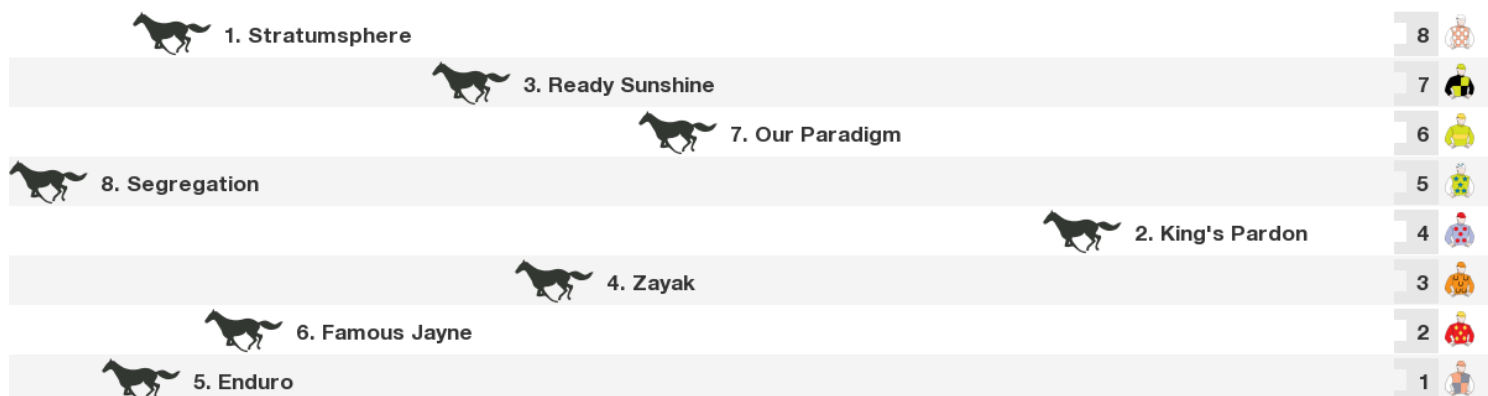 1. Stratumsphere 8
3. Ready Sunshine 7
7. Our Paradigm 6
8. Segregation 5
2. King's Pardon 4
4. Zayak 3
6. Famous Jayne 2
5. Enduro 1